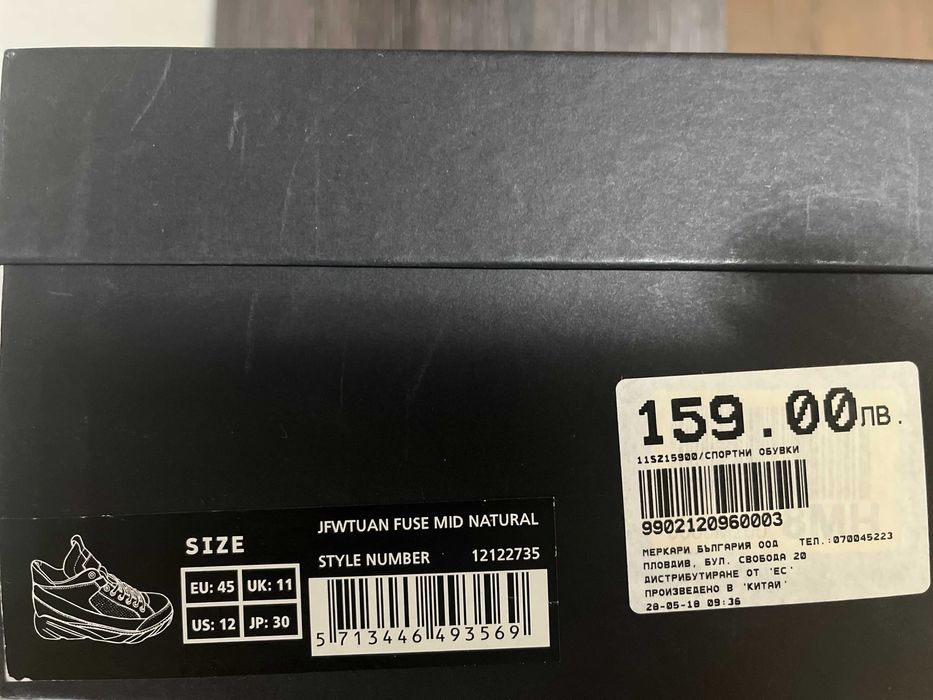 159.00ЛВ.
11SZ15900/СПОРТНИ ОБУВКИ
9902120960003
МЕРКАРИ БЪЛГАРИЯ ООД ТЕЛ.:070045223
ПЛОВДИВ, БУЛ. СВОБОДА 20
ДИСТРИБУТИРАНЕ ОТ 'ЕС'
ПРОИЗВЕДЕНО В 'КИТАЙ'
28-05-18 09:36
JFWTUAN FUSE MID NATURAL
SIZE
STYLE NUMBER 12122735
EU: 45 UK: 11
US: 12 JP: 30
5 713446 493569